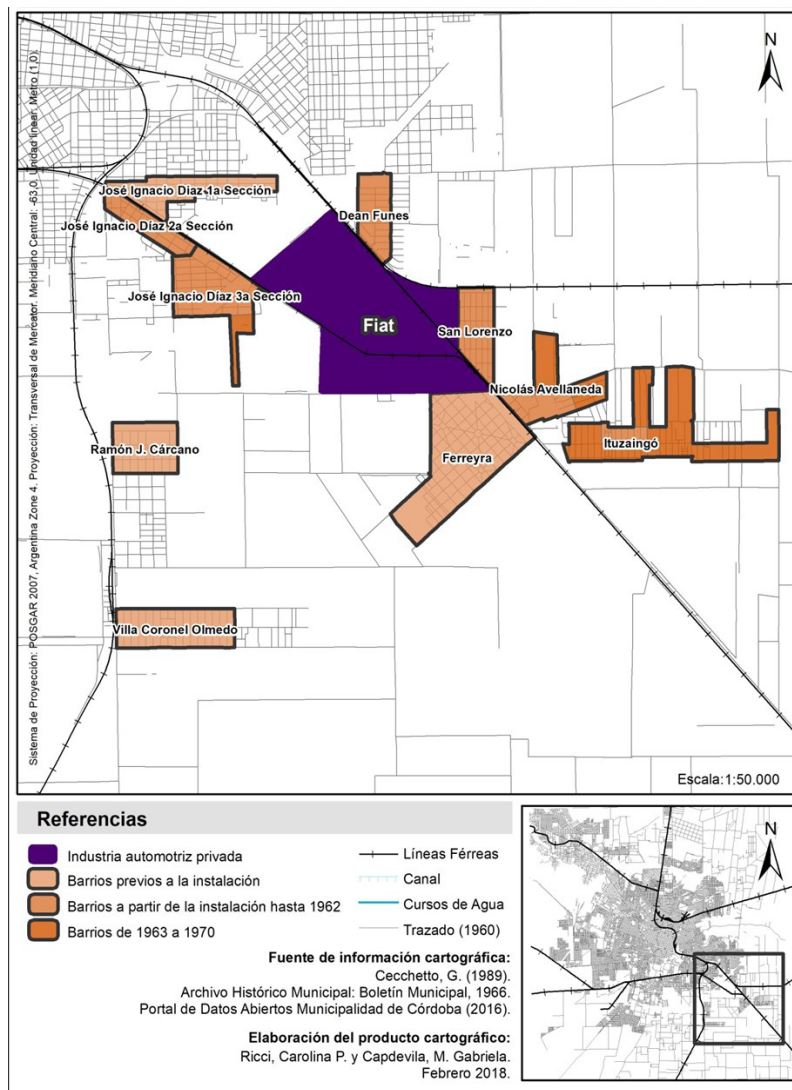 Sistema de Proyección: POSGAR 2007, Argentina Zone 4. Proyección: Transversal de Mercator. Meridiano Central: -63,0. Unidad linear: Metro (1,0).
N
José Ignacio Diaz 1a Sección
Dean Funes
José Ignacio Díaz 2a Sección
José Ignacio Díaz 3a Sección
Fiat
San Lorenzo
Nicolás Avellaneda
Ramón J. Cárcano
Ferreyra
Ituzaingó
Villa Coronel Olmedo
Escala:1:50.000
Referencias
Industria automotriz privada
Barrios previos a la instalación
Barrios a partir de la instalación hasta 1962
Barrios de 1963 a 1970
Líneas Férreas
Canal
Cursos de Agua
Trazado (1960)
Fuente de información cartográfica:
Cecchetto, G. (1989).
Archivo Histórico Municipal: Boletín Municipal, 1966.
Portal de Datos Abiertos Municipalidad de Córdoba (2016).
Elaboración del producto cartográfico:
Ricci, Carolina P. y Capdevila, M. Gabriela.
Febrero 2018.
N